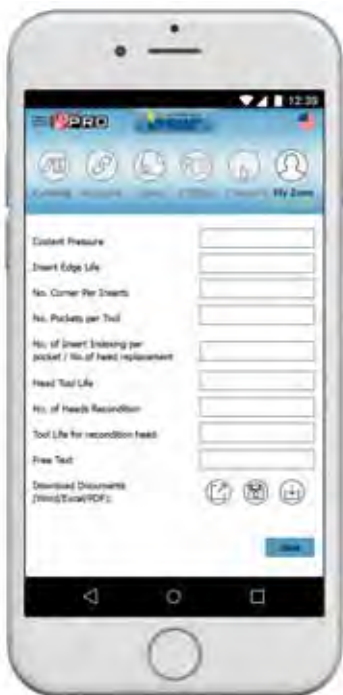 12:30
PRO
My Zone
Coolant Pressure
Insert Edge Life
No. Corner Per Inserts
No. Pockets per Tool
No. of Insert Indexing per
pocket / No of head replacement
Head Tool Life
No. of Heads Recondition
Tool Life for recondition head
Free Text
Download Documents
(Word/Excel/PDF):